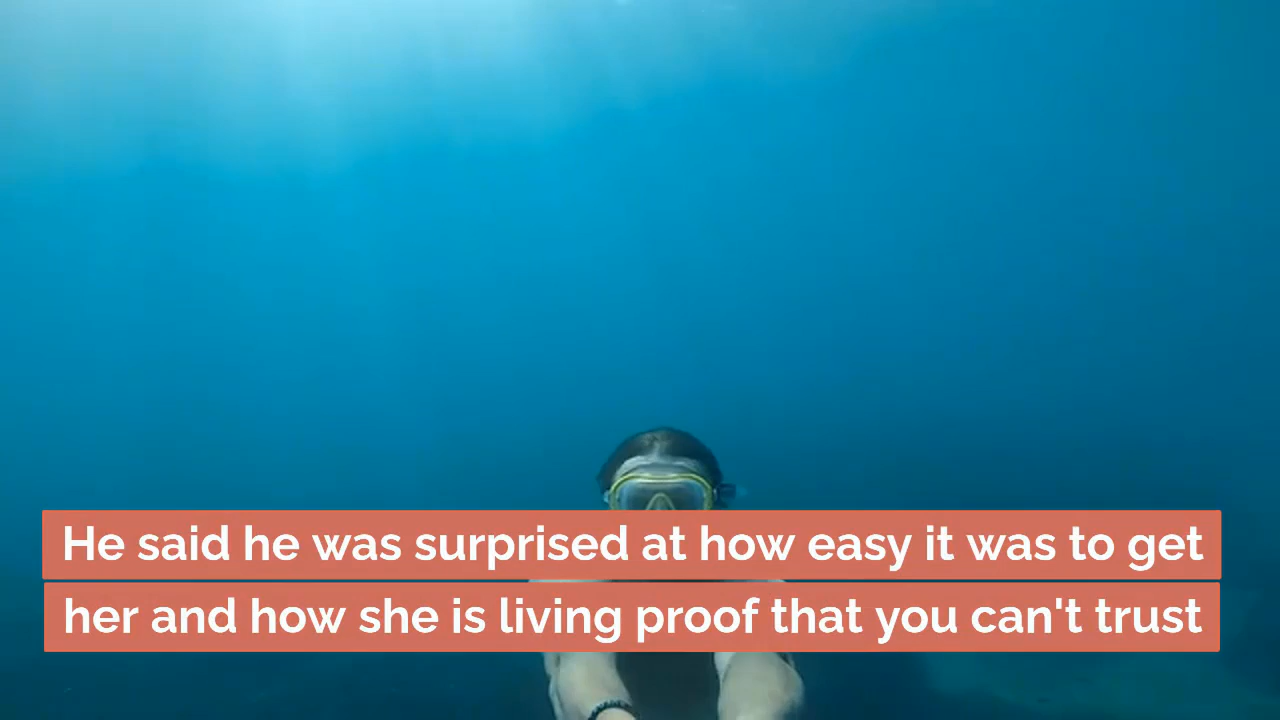 He said he was surprised at how easy it was to get
her and how she is living proof that you can't trust